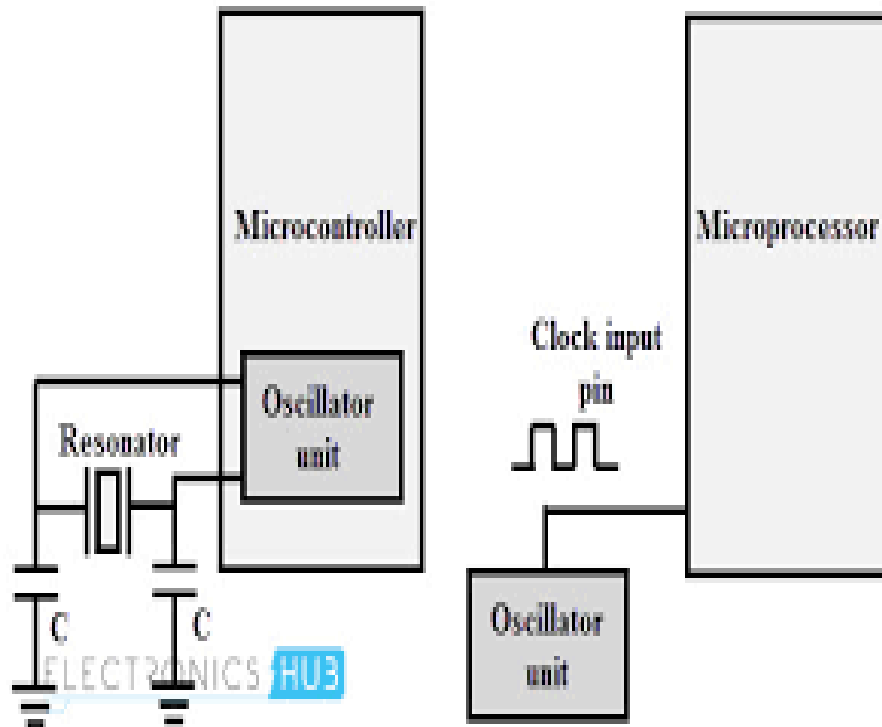 Microcontroller
Oscillator
unit
Resonator
C
C
ELECTRONICS HUB
Microprocessor
Clock input
pin
Oscillator
unit